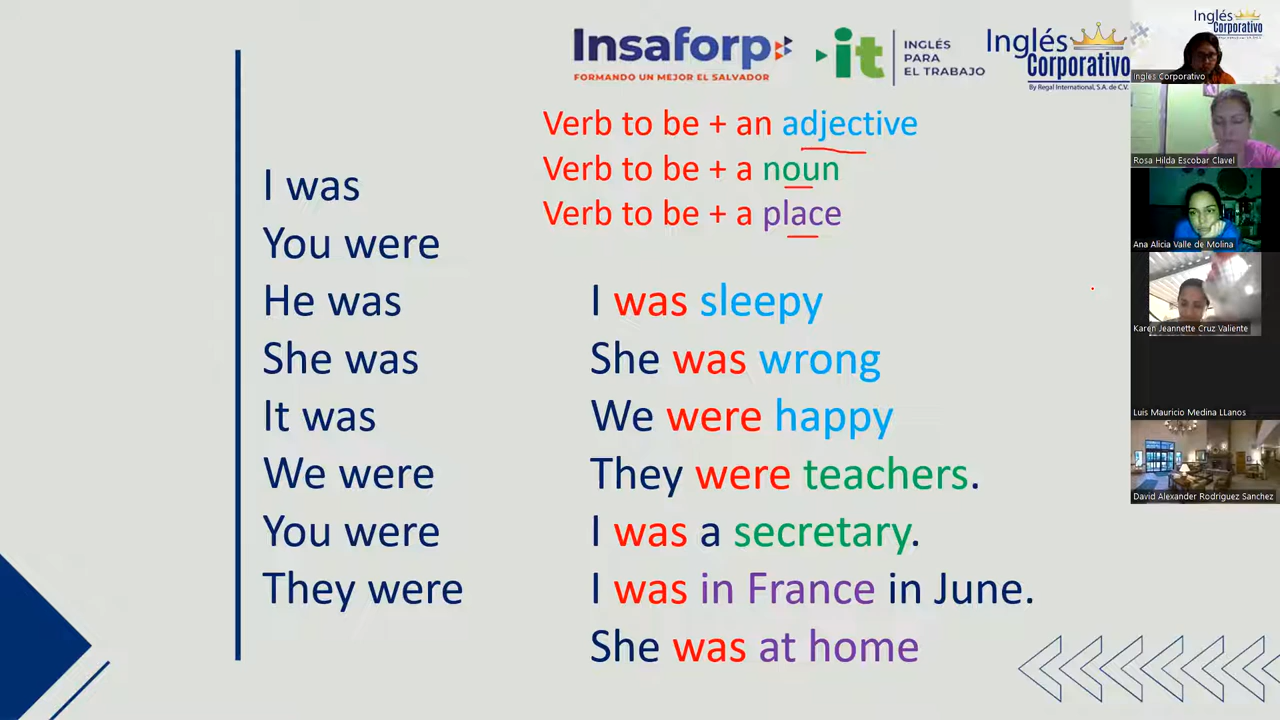 Insaforp
FORMANDO UN MEJOR EL SALVADOR
it
INGLÉS
PARA
EL TRABAJO
Inglés
Corporativo
By Regal International, S.A. de C.V.
Verb to be + an adjective
Verb to be + a noun
Verb to be + a place
I was
You were
He was
She was
It was
We were
You were
They were
I was sleepy
She was wrong
We were happy
They were teachers.
I was a secretary.
I was in France in June.
She was at home
Inglés
Corporativo
Ingles Corporativo
Rosa Hilda Escobar Clavel
Ana Alicia Valle de Molina
Karen Jeannette Cruz Valiente
Luis Mauricio Medina LLanos
David Alexander Rodriguez Sanchez